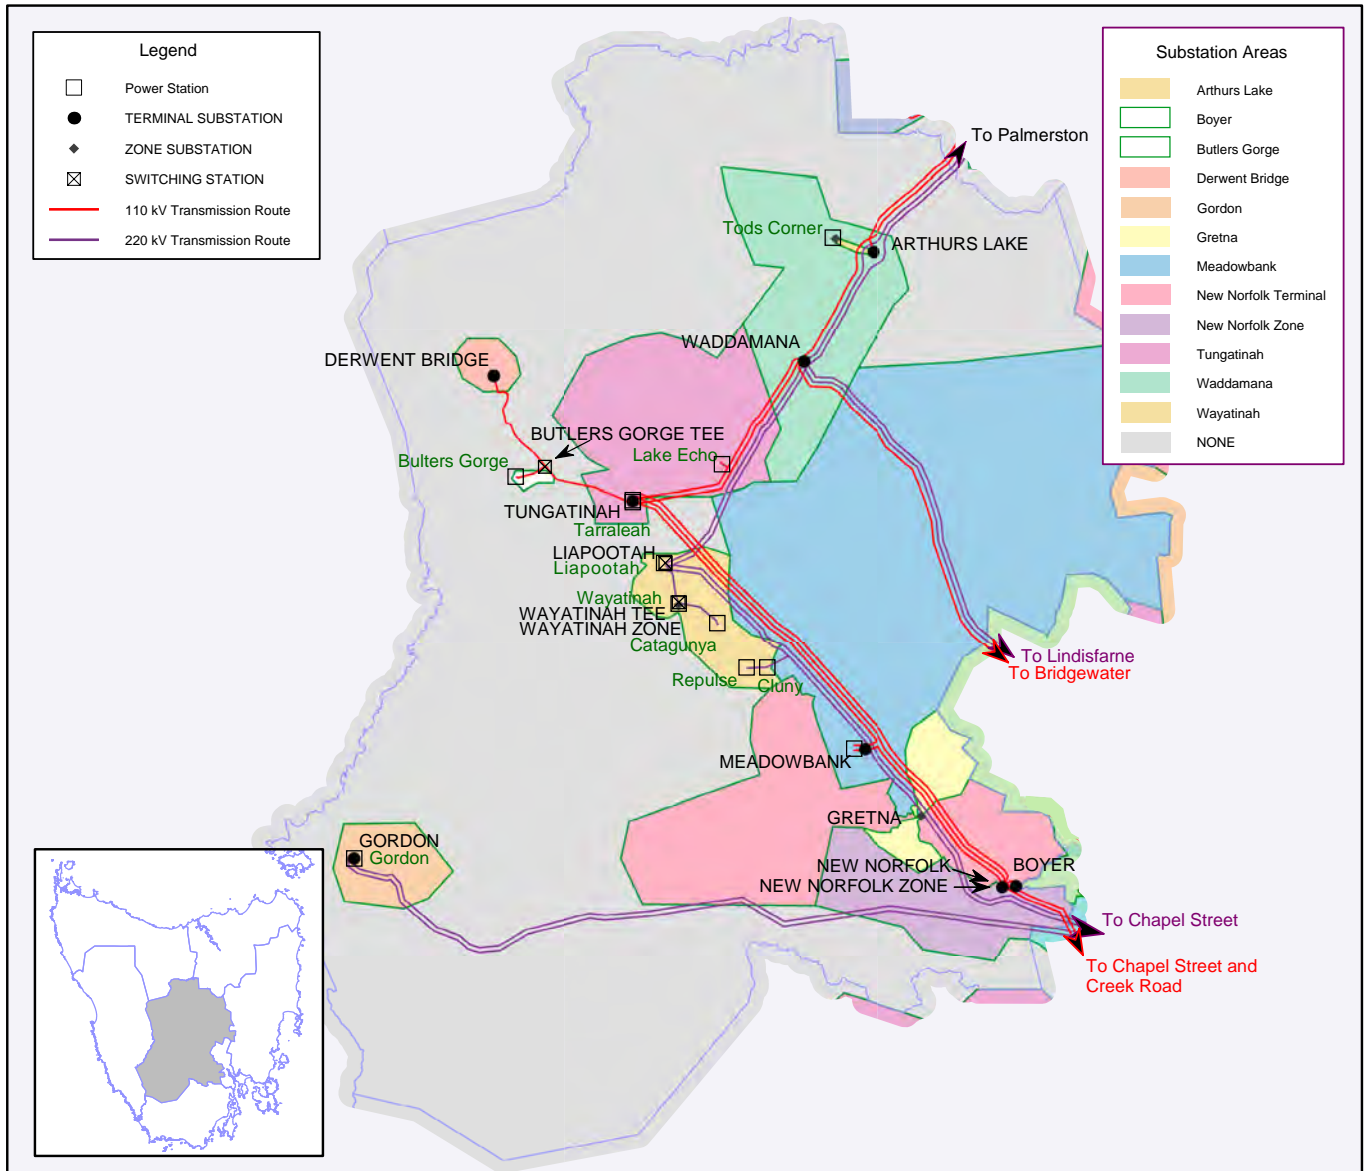 Legend
Power Station
TERMINAL SUBSTATION
ZONE SUBSTATION
SWITCHING STATION
110 kV Transmission Route
220 kV Transmission Route
Substation Areas
Arthurs Lake
Boyer
Butlers Gorge
Derwent Bridge
Gordon
Gretna
Meadowbank
New Norfolk Terminal
New Norfolk Zone
Tungatinah
Waddamana
Wayatinah
NONE
To Palmerston
Tods Corner
ARTHURS LAKE
WADDAMANA
DERWENT BRIDGE
BUTLERS GORGE TEE
Lake Echo
Bulters Gorge
TUNGATINAH
Tarraleah
LIAPOOTAH
Liapootah
Wayatinah
WAYATINAH TEE
WAYATINAH ZONE
Catagunya
To Lindisfarne
To Bridgewater
Repulse
Cluny
MEADOWBANK
GRETNA
GORDON
Gordon
NEW NORFOLK
BOYER
NEW NORFOLK ZONE
To Chapel Street
To Chapel Street and
Creek Road